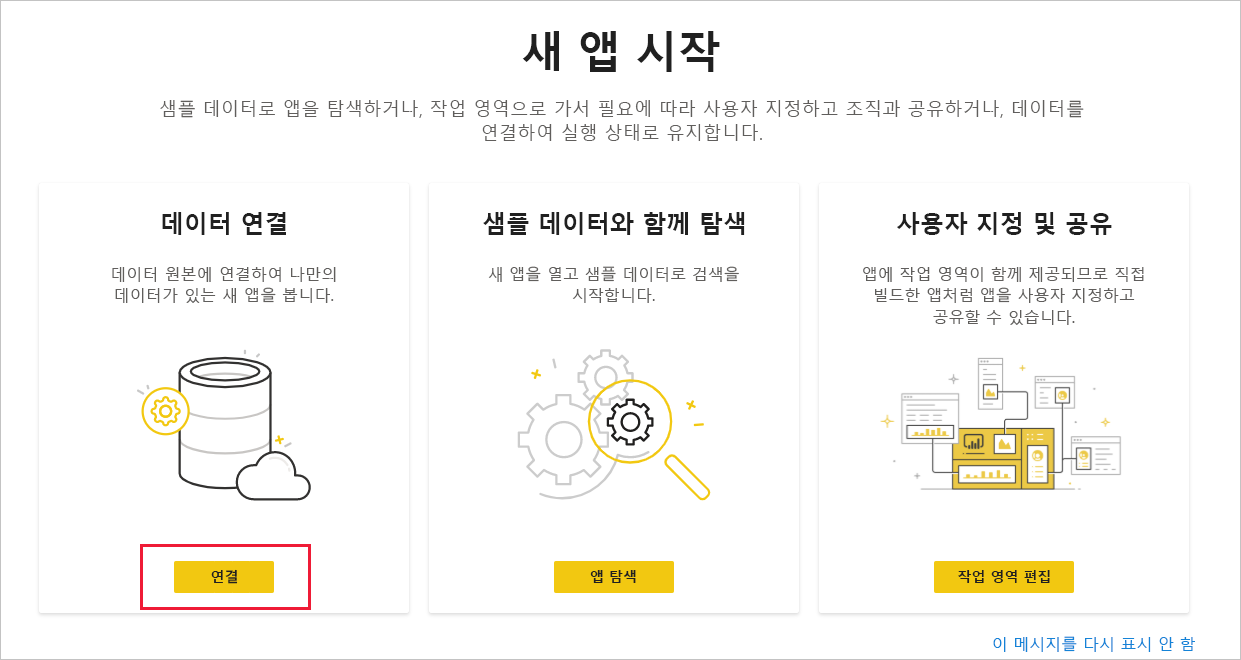 새 앱 시작
샘플 데이터로 앱을 탐색하거나, 작업 영역으로 가서 필요에 따라 사용자 지정하고 조직과 공유하거나, 데이터를
연결하여 실행 상태로 유지합니다.
데이터 연결
데이터 원본에 연결하여 나만의
데이터가 있는 새 앱을 봅니다.
연결
샘플 데이터와 함께 탐색
새 앱을 열고 샘플 데이터로 검색을
시작합니다.
앱 탐색
사용자 지정 및 공유
앱에 작업 영역이 함께 제공되므로 직접
빌드한 앱처럼 앱을 사용자 지정하고
공유할 수 있습니다.
작업 영역 편집
이 메시지를 다시 표시 안 함